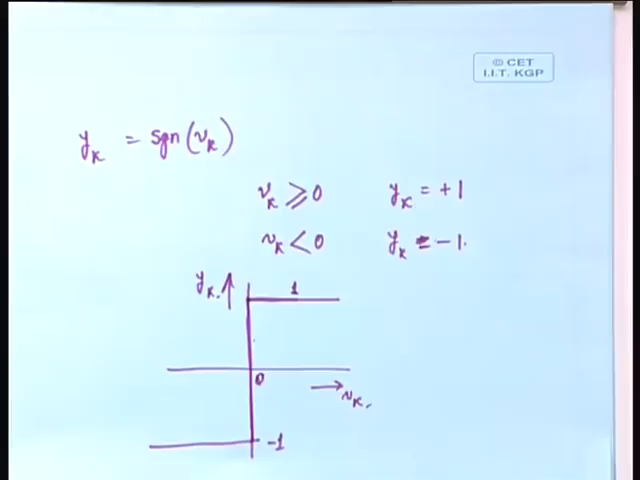 © CET
I.I.T. KGP
y_K = sgn(v_K)
v_K ⩾ 0 y_K = +1
v_K < 0 y_K = -1.
y_K. ↑
1
0
→ v_K.
-1